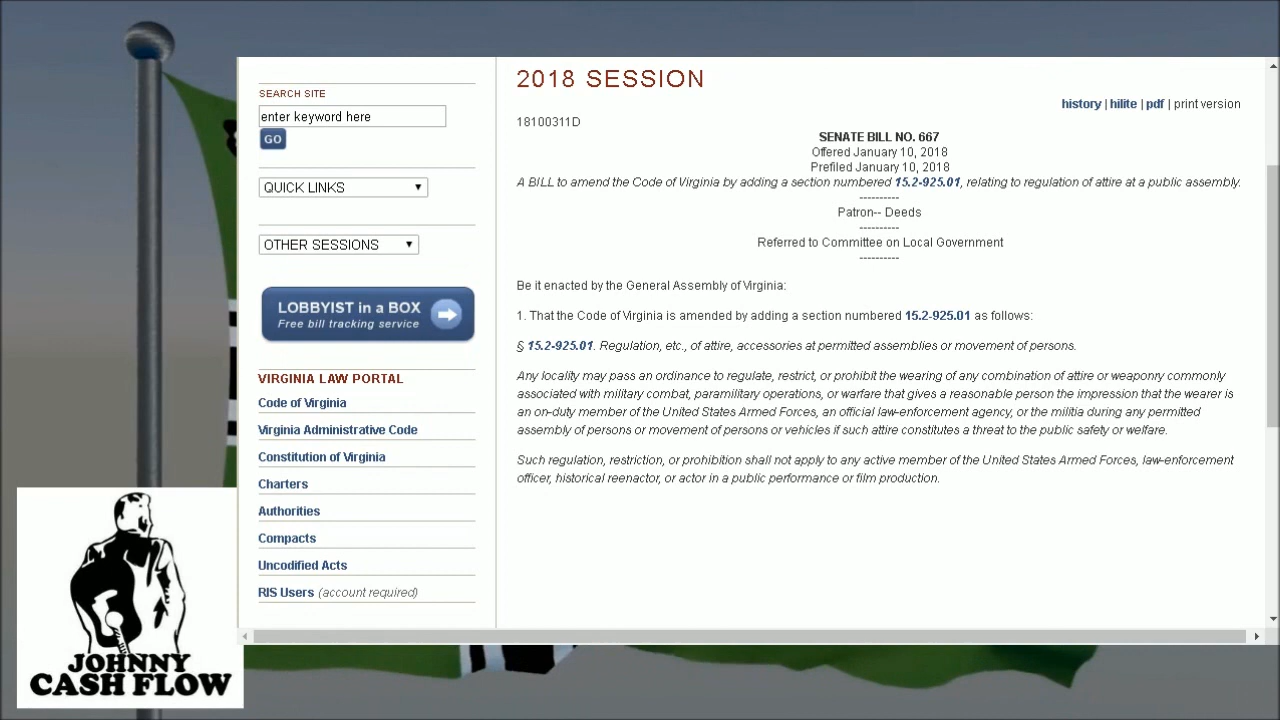 2018 SESSION
SEARCH SITE
enter keyword here
GO
QUICK LINKS
OTHER SESSIONS
LOBBYIST in a BOX
Free bill tracking service
VIRGINIA LAW PORTAL
Code of Virginia
Virginia Administrative Code
Constitution of Virginia
Charters
Authorities
Compacts
Uncodified Acts
RIS Users (account required)
history | hilite | pdf | print version
18100311D
SENATE BILL NO. 667
Offered January 10, 2018
Prefiled January 10, 2018
A BILL to amend the Code of Virginia by adding a section numbered 15.2-925.01, relating to regulation of attire at a public assembly.
----------
Patron-- Deeds
----------
Referred to Committee on Local Government
----------
Be it enacted by the General Assembly of Virginia:
1. That the Code of Virginia is amended by adding a section numbered 15.2-925.01 as follows:
§ 15.2-925.01. Regulation, etc., of attire, accessories at permitted assemblies or movement of persons.
Any locality may pass an ordinance to regulate, restrict, or prohibit the wearing of any combination of attire or weaponry commonly
associated with military combat, paramilitary operations, or warfare that gives a reasonable person the impression that the wearer is
an on-duty member of the United States Armed Forces, an official law-enforcement agency, or the militia during any permitted
assembly of persons or movement of persons or vehicles if such attire constitutes a threat to the public safety or welfare.
Such regulation, restriction, or prohibition shall not apply to any active member of the United States Armed Forces, law-enforcement
officer, historical reenactor, or actor in a public performance or film production.
JOHNNY
CASH FLOW